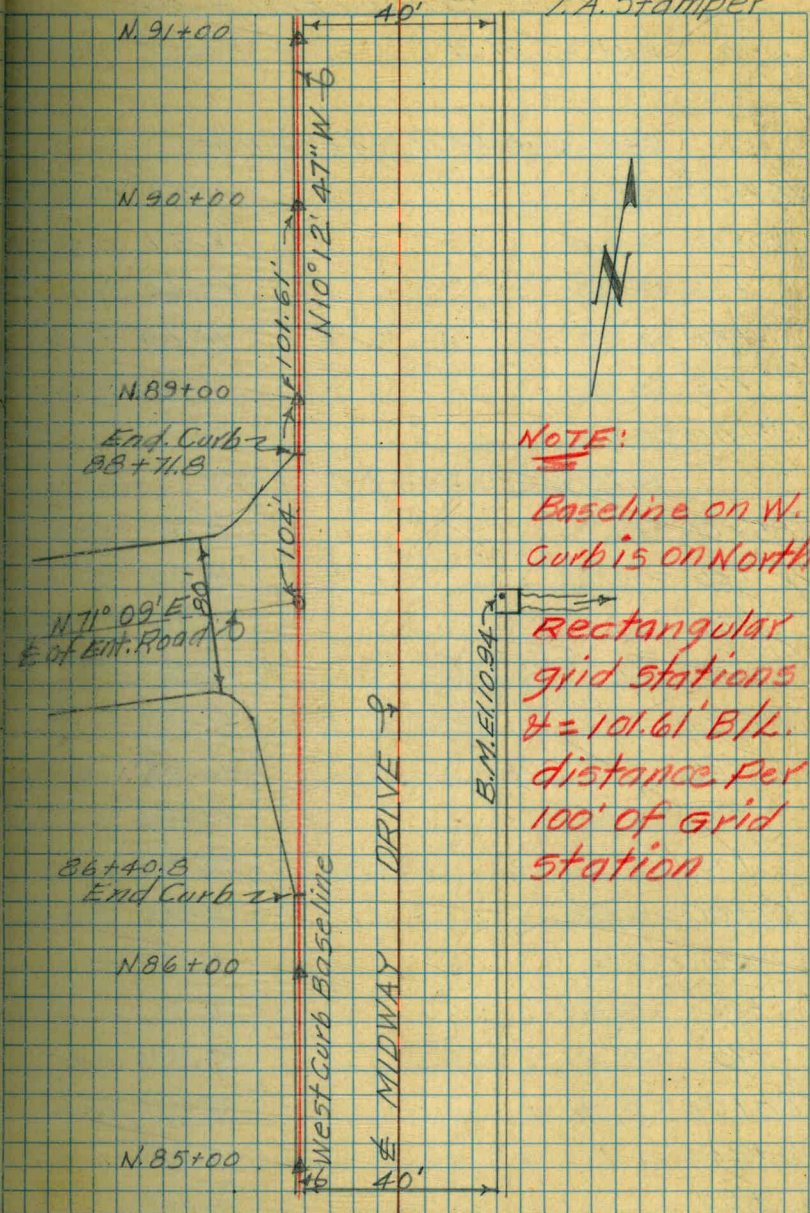 T.A. Stamper
40'
N.91+00
N10°12'47"W
N.90+00
101.61'
N.89+00
End. Curb
88+71.8
104'
NOTE:
Baseline on W.
Curb is on North
Rectangular
grid stations
= 101.61' B/L.
distance Per
100' Of Grid
station
N71°09'E
℄ of Ent. Road
80'
B.M. El 10.94
86+40.8
End Curb
N.86+00
West Curb Baseline
℄ MIDWAY DRIVE
N.85+00
40'